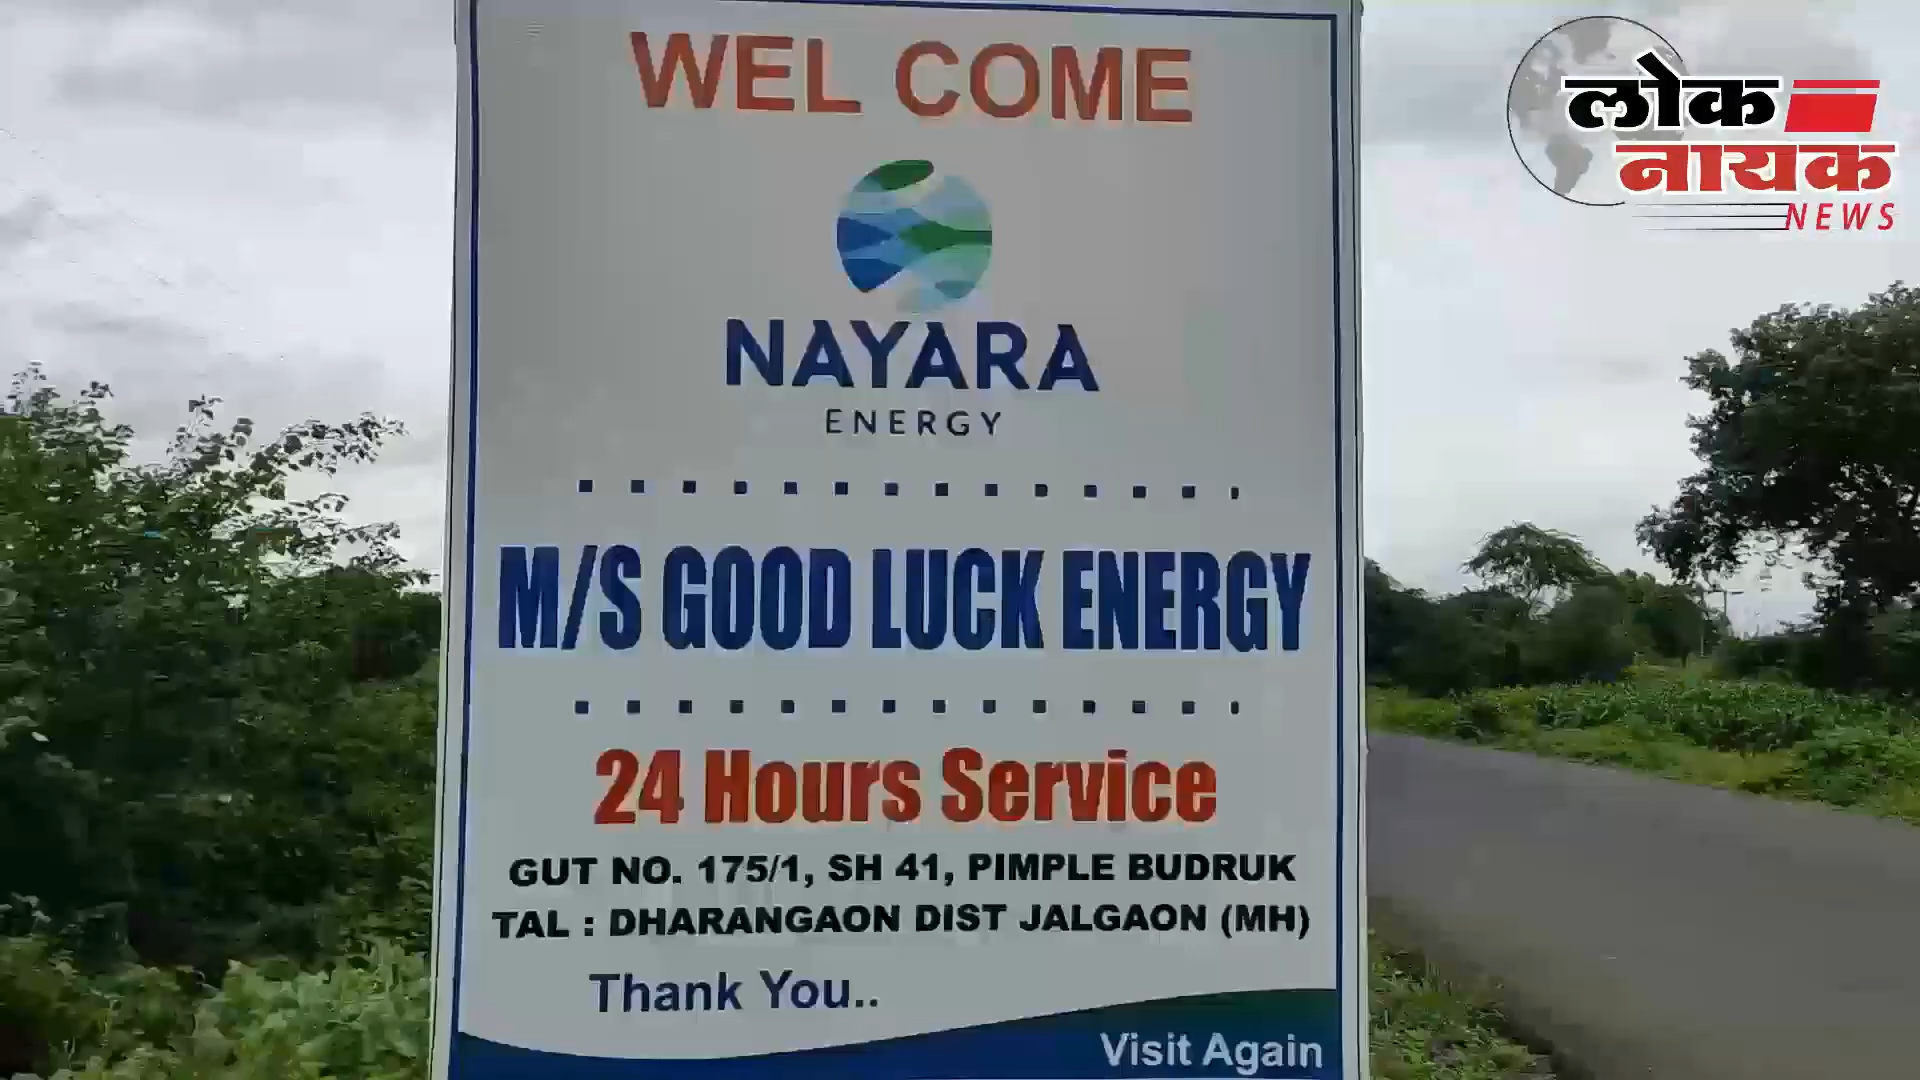 WEL COME
NAYARA
ENERGY
M/S GOOD LUCK ENERGY
24 Hours Service
GUT NO. 175/1, SH 41, PIMPLE BUDRUK
TAL : DHARANGAON DIST JALGAON (MH)
Thank You..
Visit Again
लोक
नायक
NEWS